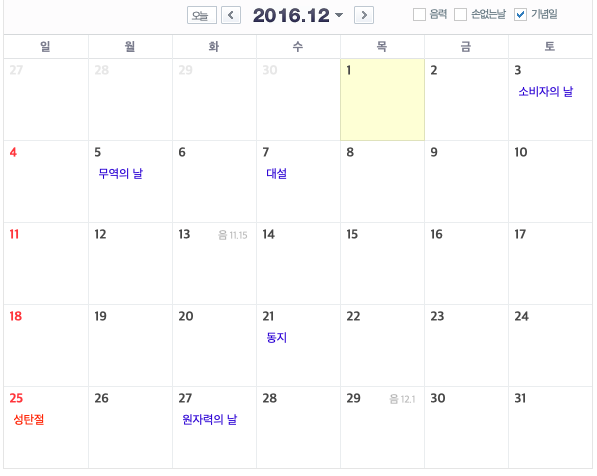 오늘 2016.12 음력 손없는날 기념일
일 월 화 수 목 금 토
27 28 29 30 1 2 3
소비자의 날
4 5 6 7 8 9 10
무역의 날 대설
11 12 13 음 11.15 14 15 16 17
18 19 20 21 22 23 24
동지
25 26 27 28 29 음 12.1 30 31
성탄절 원자력의 날